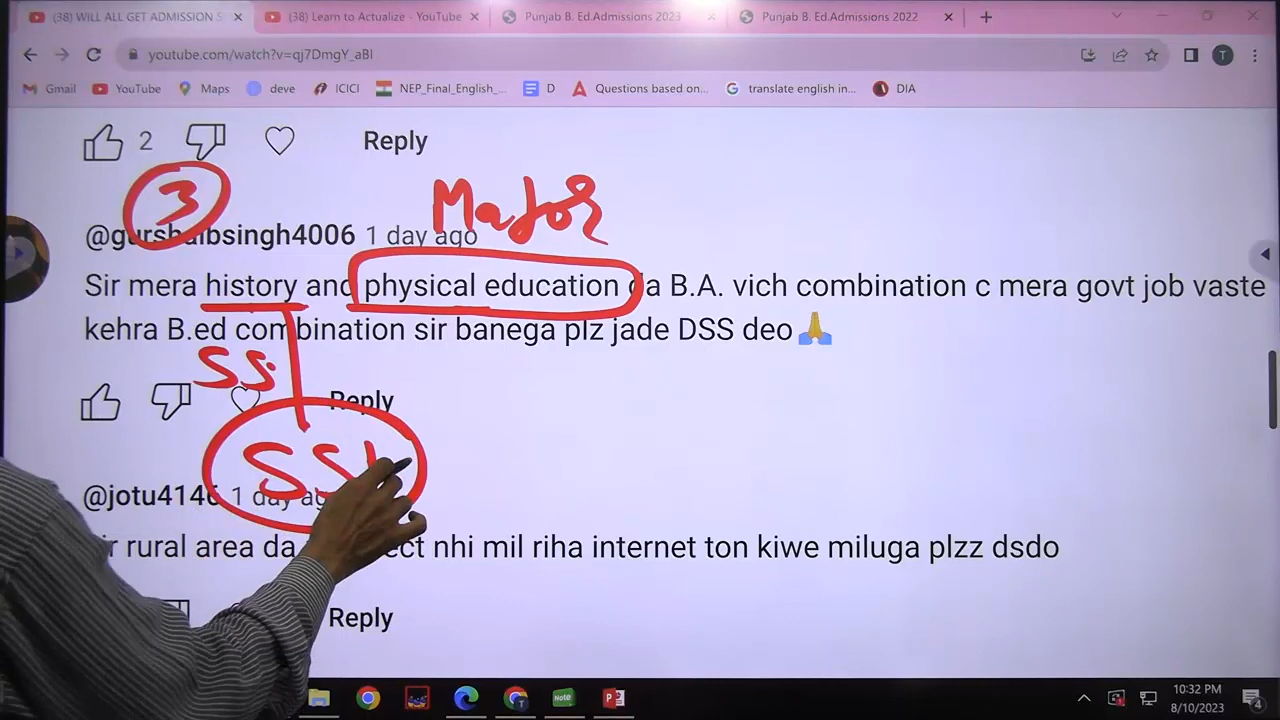 (38) WILL ALL GET ADMISSION S
(38) Learn to Actualize - YouTube
Punjab B. Ed.Admissions 2023
Punjab B. Ed.Admissions 2022
youtube.com/watch?v=qj7DmgY_aBI
T
Gmail
YouTube
Maps
deve
ICICI
NEP_Final_English_...
D
Questions based on...
translate english in...
DIA
2
Reply
3
Major
@gurshaibsingh4006 1 day ago
Sir mera history and physical education da B.A. vich combination c mera govt job vaste
kehra B.ed combination sir banega plz jade DSS deo🙏
SS
Reply
SS
@jotu4146 1 day ago
rural area da nhi mil riha internet ton kiwe miluga plzz dsdo
Reply
10:32 PM
8/10/2023
4